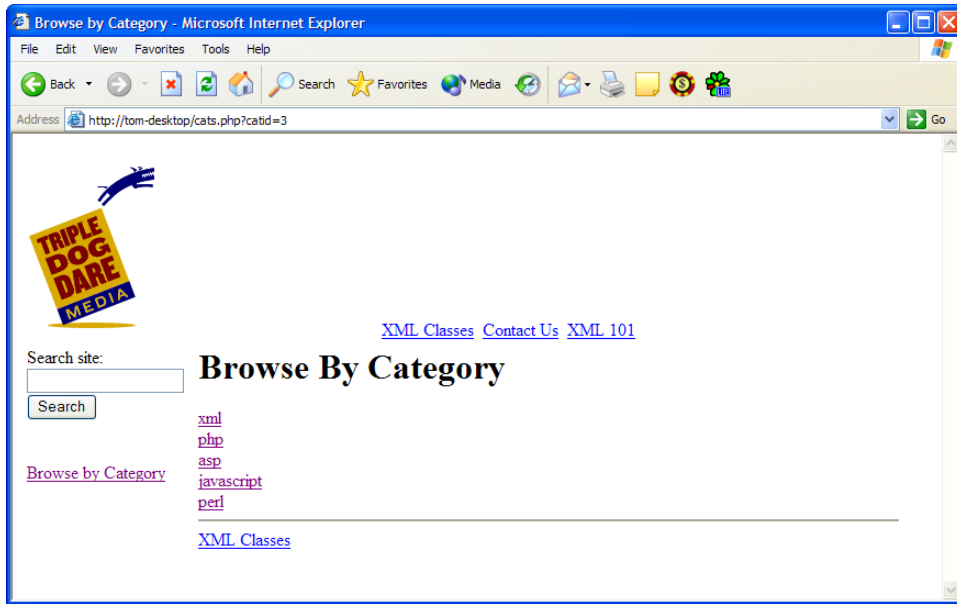 Browse by Category - Microsoft Internet Explorer
File Edit View Favorites Tools Help
Back Search Favorites Media
Address http://tom-desktop/cats.php?catid=3 Go
TRIPLE
DOG
DARE
MEDIA
XML Classes Contact Us XML 101
Search site:
Search
Browse by Category
Browse By Category
xml
php
asp
javascript
perl
XML Classes